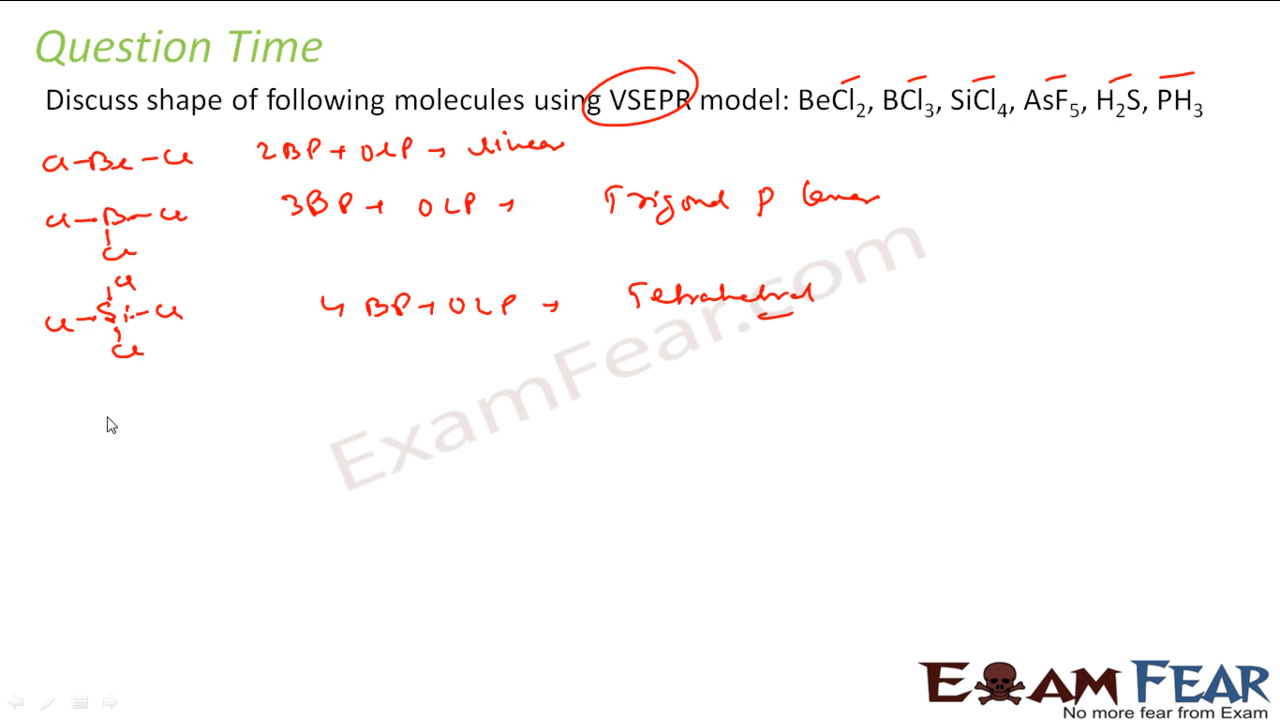 Question Time
Discuss shape of following molecules using VSEPR model: BeCl₂, BCl₃, SiCl₄, AsF₅, H₂S, PH₃
Cl-Be-Cl 2BP+0LP → linear
Cl-B-Cl 3BP+ 0LP → Trigonal planar
Cl
Cl
Cl-Si-Cl 4BP+0LP → Tetrahedral
Cl
ExamFear.com
EXAM FEAR
No more fear from Exam